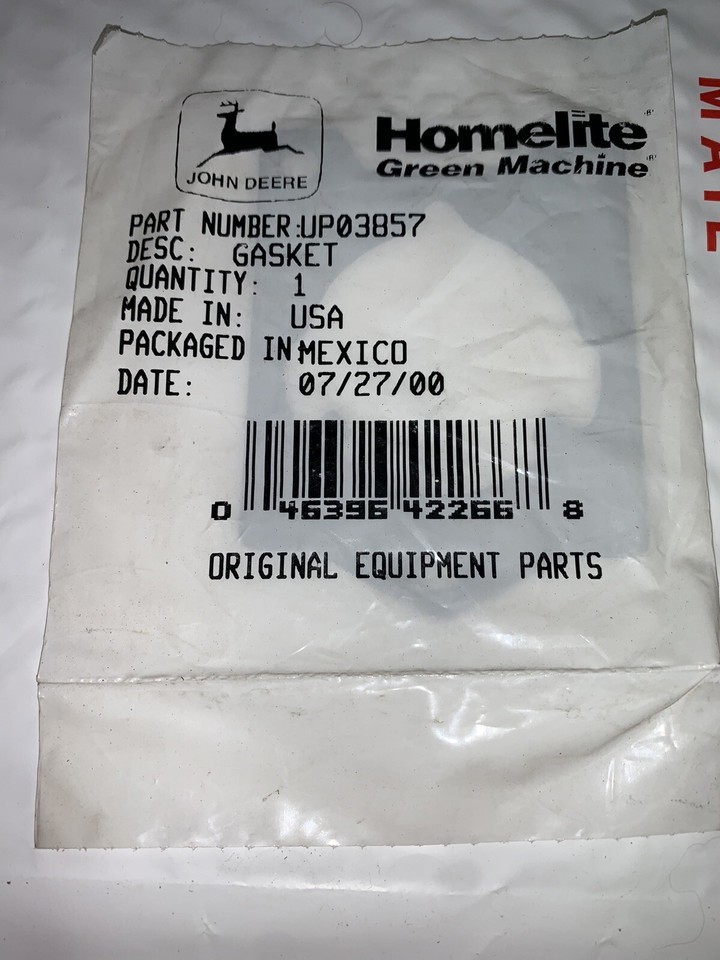 JOHN DEERE
Homelite®
Green Machine®
PART NUMBER:UP03857
DESC: GASKET
QUANTITY: 1
MADE IN: USA
PACKAGED IN MEXICO
DATE: 07/27/00
0 46396 42266 8
ORIGINAL EQUIPMENT PARTS